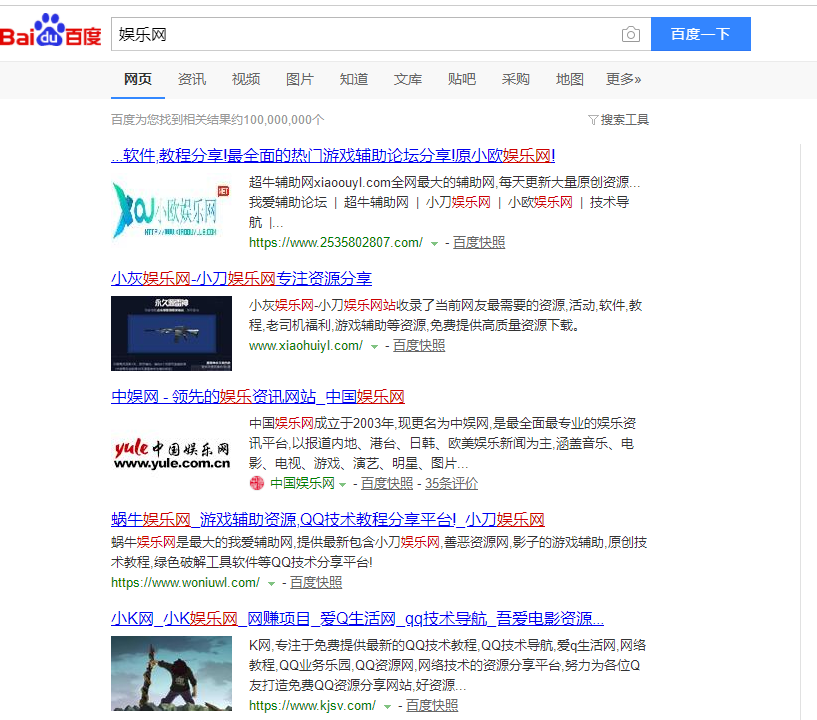 Bai du 百度
娱乐网
百度一下
网页 资讯 视频 图片 知道 文库 贴吧 采购 地图 更多»
百度为您找到相关结果约100,000,000个
搜索工具
...软件,教程分享!最全面的热门游戏辅助论坛分享!原小欧娱乐网!
小欧娱乐网
NET
超牛辅助网xiaoouyl.com全网最大的辅助网,每天更新大量原创资源...
我爱辅助论坛 | 超牛辅助网 | 小刀娱乐网 | 小欧娱乐网 | 技术导
航 |...
https://www.2535802807.com/ - 百度快照
小灰娱乐网-小刀娱乐网专注资源分享
永久源雷神
小灰娱乐网-小刀娱乐网站收录了当前网友最需要的资源,活动,软件,教
程,老司机福利,游戏辅助等资源,免费提供高质量资源下载。
www.xiaohuiyl.com/ - 百度快照
中娱网 - 领先的娱乐资讯网站_中国娱乐网
yule 中国娱乐网
www.yule.com.cn
中国娱乐网成立于2003年,现更名为中娱网,是最全面最专业的娱乐资
讯平台,以报道内地、港台、日韩、欧美娱乐新闻为主,涵盖音乐、电
影、电视、游戏、演艺、明星、图片...
中国娱乐网 - 百度快照 - 35条评价
蜗牛娱乐网_游戏辅助资源,QQ技术教程分享平台!_小刀娱乐网
蜗牛娱乐网是最大的我爱辅助网,提供最新包含小刀娱乐网,善恶资源网,影子的游戏辅助,原创技
术教程,绿色破解工具软件等QQ技术分享平台!
https://www.woniuwl.com/ - 百度快照
小K网_小K娱乐网_网赚项目_爱Q生活网_qq技术导航_吾爱电影资源...
K网,专注于免费提供最新的QQ技术教程,QQ技术导航,爱q生活网,网络
教程,QQ业务乐园,QQ资源网,网络技术的资源分享平台,努力为各位Q
友打造免费QQ资源分享网站,好资源...
https://www.kjsv.com/ - 百度快照